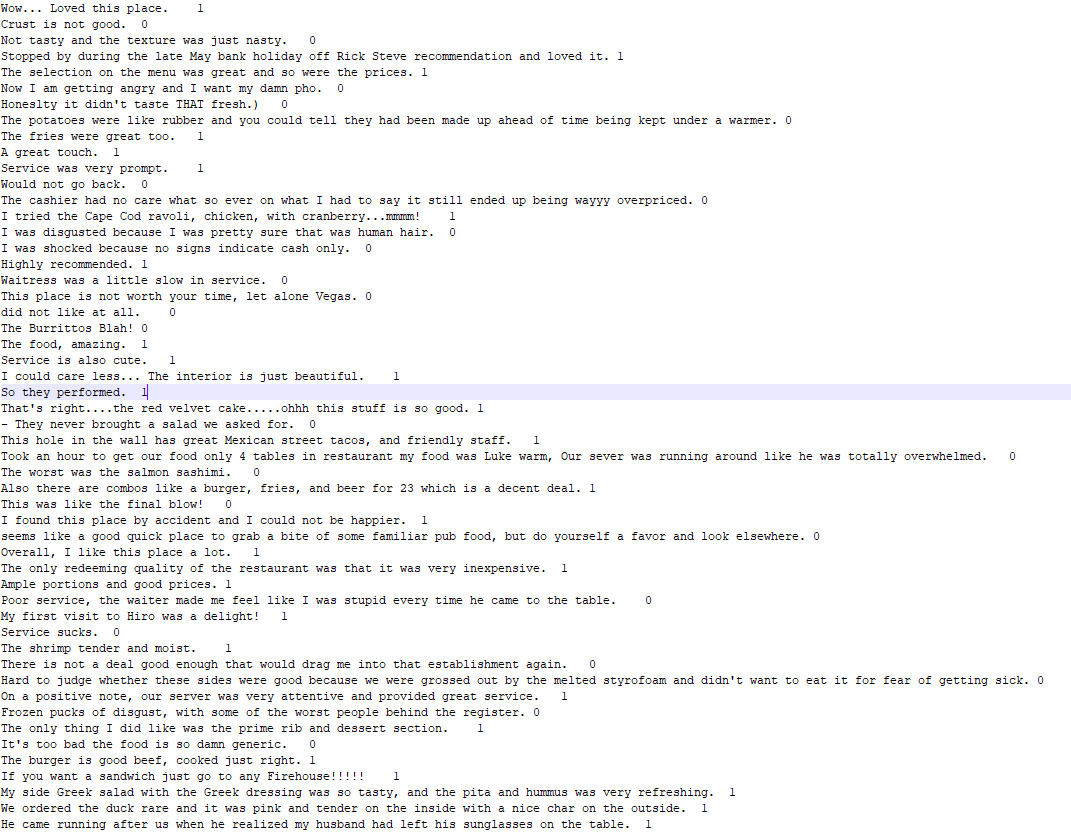 Wow... Loved this place.    1
Crust is not good.  0
Not tasty and the texture was just nasty.   0
Stopped by during the late May bank holiday off Rick Steve recommendation and loved it. 1
The selection on the menu was great and so were the prices. 1
Now I am getting angry and I want my damn pho.  0
Honeslty it didn't taste THAT fresh.)   0
The potatoes were like rubber and you could tell they had been made up ahead of time being kept under a warmer. 0
The fries were great too.   1
A great touch.  1
Service was very prompt.    1
Would not go back.  0
The cashier had no care what so ever on what I had to say it still ended up being wayyy overpriced. 0
I tried the Cape Cod ravoli, chicken, with cranberry...mmmm!    1
I was disgusted because I was pretty sure that was human hair.  0
I was shocked because no signs indicate cash only.  0
Highly recommended. 1
Waitress was a little slow in service.  0
This place is not worth your time, let alone Vegas. 0
did not like at all.    0
The Burrittos Blah! 0
The food, amazing.  1
Service is also cute.   1
I could care less... The interior is just beautiful.    1
So they performed.  1
That's right....the red velvet cake.....ohhh this stuff is so good. 1
- They never brought a salad we asked for.  0
This hole in the wall has great Mexican street tacos, and friendly staff.   1
Took an hour to get our food only 4 tables in restaurant my food was Luke warm, Our sever was running around like he was totally overwhelmed.   0
The worst was the salmon sashimi.   0
Also there are combos like a burger, fries, and beer for 23 which is a decent deal. 1
This was like the final blow!   0
I found this place by accident and I could not be happier.  1
seems like a good quick place to grab a bite of some familiar pub food, but do yourself a favor and look elsewhere. 0
Overall, I like this place a lot.   1
The only redeeming quality of the restaurant was that it was very inexpensive.  1
Ample portions and good prices. 1
Poor service, the waiter made me feel like I was stupid every time he came to the table.    0
My first visit to Hiro was a delight!   1
Service sucks.  0
The shrimp tender and moist.    1
There is not a deal good enough that would drag me into that establishment again.   0
Hard to judge whether these sides were good because we were grossed out by the melted styrofoam and didn't want to eat it for fear of getting sick. 0
On a positive note, our server was very attentive and provided great service.   1
Frozen pucks of disgust, with some of the worst people behind the register. 0
The only thing I did like was the prime rib and dessert section.    1
It's too bad the food is so damn generic.   0
The burger is good beef, cooked just right. 1
If you want a sandwich just go to any Firehouse!!!!!    1
My side Greek salad with the Greek dressing was so tasty, and the pita and hummus was very refreshing.  1
We ordered the duck rare and it was pink and tender on the inside with a nice char on the outside.  1
He came running after us when he realized my husband had left his sunglasses on the table.  1